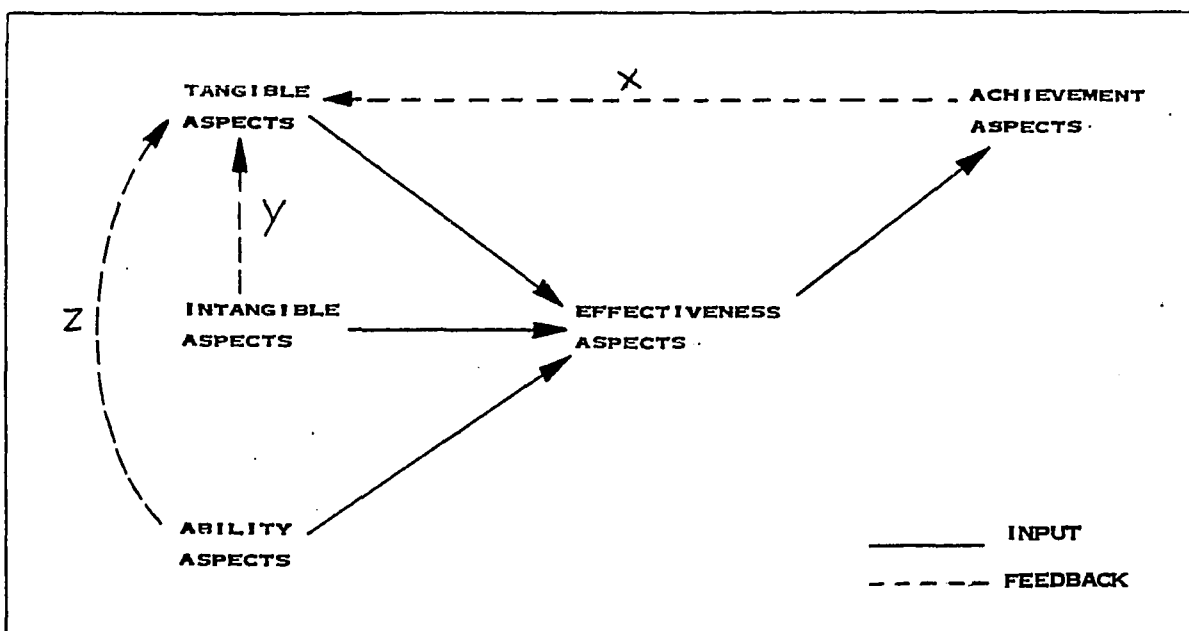 X
TANGIBLE
ASPECTS
ACHIEVEMENT
ASPECTS
Y
Z
INTANGIBLE
ASPECTS
EFFECTIVENESS
ASPECTS
ABILITY
ASPECTS
INPUT
FEEDBACK